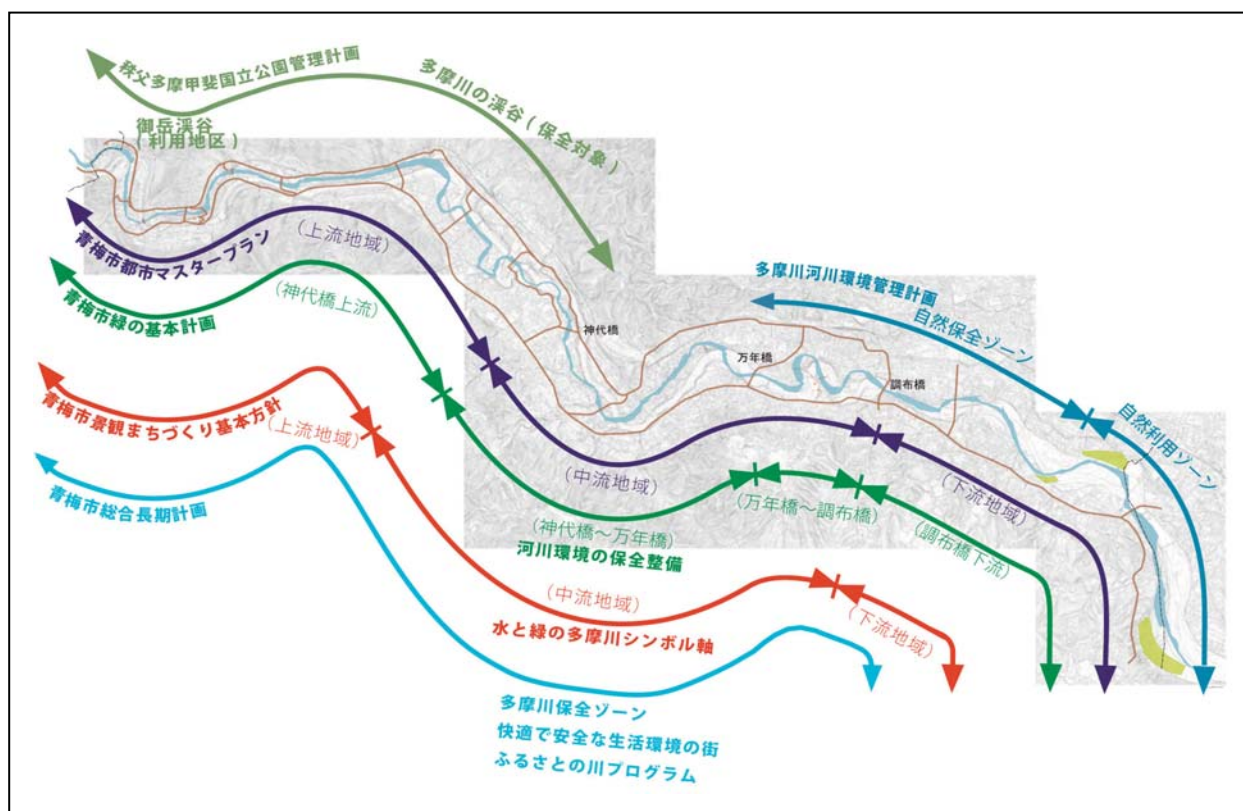 秩父多摩甲斐国立公園管理計画
多摩川の渓谷(保全対象)
御岳渓谷
(利用地区)
青梅市都市マスタープラン
(上流地域)
青梅市緑の基本計画
(神代橋上流)
多摩川河川環境管理計画
自然保全ゾーン
神代橋
万年橋
調布橋
青梅市景観まちづくり基本方針
(上流地域)
自然利用ゾーン
青梅市総合長期計画
(中流地域)
(下流地域)
(神代橋～万年橋)
(万年橋～調布橋)
(調布橋下流)
河川環境の保全整備
(中流地域)
(下流地域)
水と緑の多摩川シンボル軸
多摩川保全ゾーン
快適で安全な生活環境の街
ふるさとの川プログラム